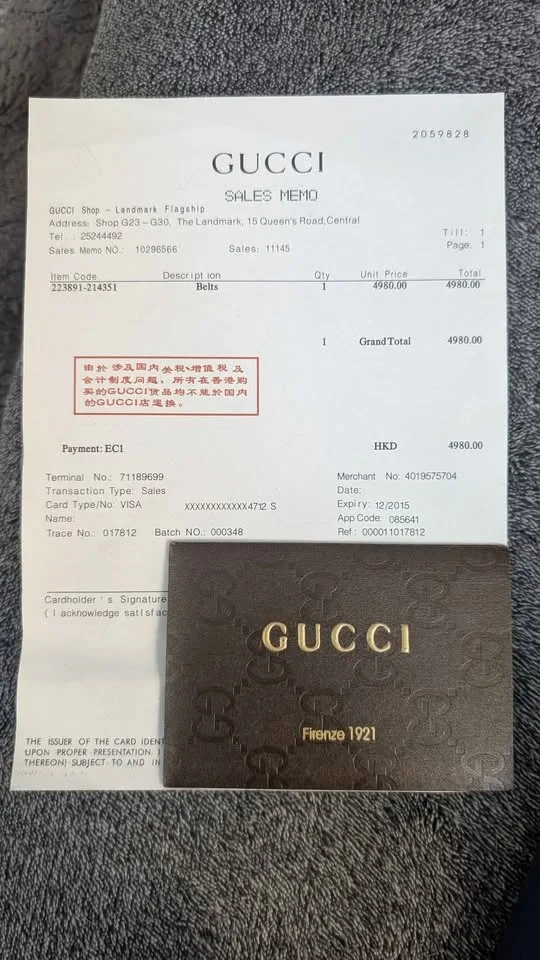 2059828
GUCCI
SALES MEMO
GUCCI Shop – Landmark Flagship
Address: Shop G23–G30, The Landmark, 15 Queen's Road,Central
Tel. : 25244492
Till: 1
Sales Memo NO.: 10296566 Sales: 11145
Page: 1
Item Code Description Qty Unit Price Total
223891-214351 Belts 1 4980.00 4980.00
1 Grand Total 4980.00
由於 涉及国内 关税、增值 税 及
会计制度问题，所有在香港购
买的GUCCI货品均不能於国内
的GUCCI店退换。
Payment: EC1 HKD 4980.00
Terminal No.: 71189699 Merchant No: 4019575704
Transaction Type: Sales Date:
Card Type/No: VISA XXXXXXXXXXXX4712 S Expiry: 12/2015
Name: App Code: 085641
Trace No.: 017812 Batch NO.: 000348 Ref: 000011017812
Cardholder ' s Signature
( I acknowledge satisfac
THE ISSUER OF THE CARD IDENT
UPON PROPER PRESENTATION. I
THEREON) SUBJECT TO AND IN
GUCCI
Firenze 1921